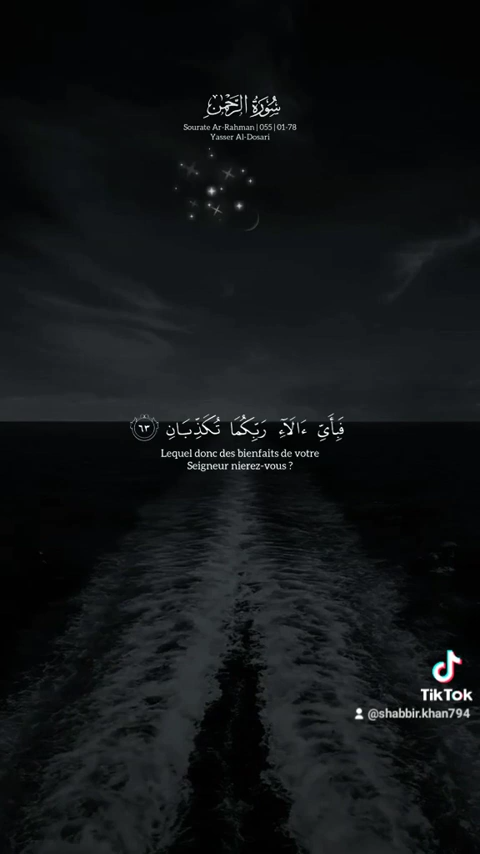 سُورَةُ الرَّحْمَٰن
Sourate Ar-Rahman | 055 | 01-78
Yasser Al-Dosari
فَبِأَيِّ ءَالَآءِ رَبِّكُمَا تُكَذِّبَانِ ٦٣
Lequel donc des bienfaits de votre
Seigneur nierez-vous ?
TikTok
@shabbir.khan794